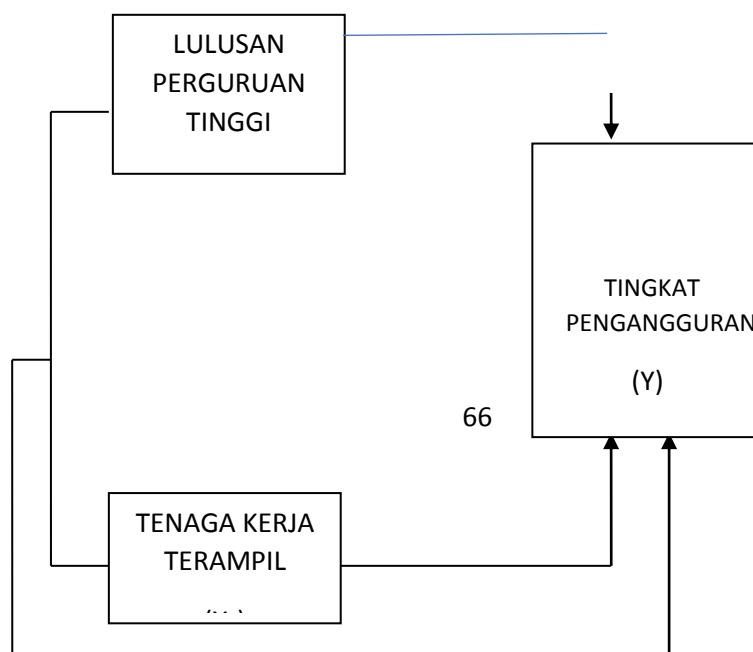 LULUSAN
PERGURUAN
TINGGI
TINGKAT
PENGANGGURAN
(Y)
66
TENAGA KERJA
TERAMPIL